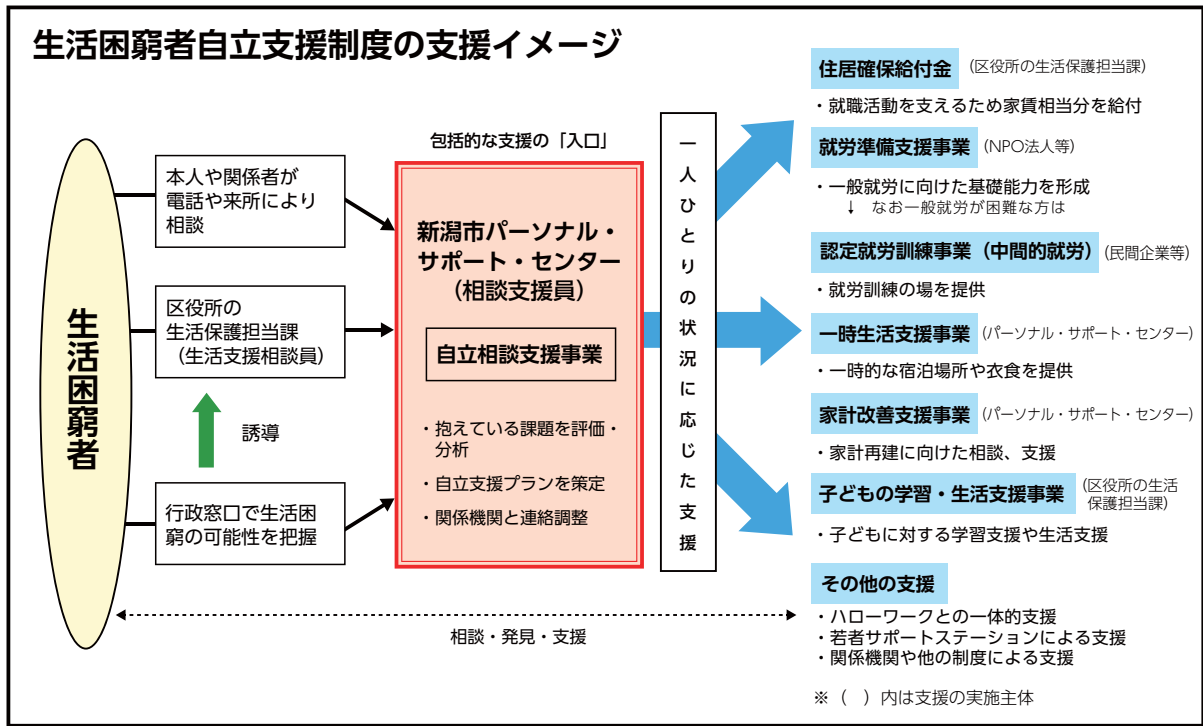 生活困窮者自立支援制度の支援イメージ
生活困窮者
本人や関係者が
電話や来所により
相談
区役所の
生活保護担当課
（生活支援相談員）
誘導
行政窓口で生活困
窮の可能性を把握
包括的な支援の「入口」
新潟市パーソナル・
サポート・センター
（相談支援員）
自立相談支援事業
・抱えている課題を評価・
分析
・自立支援プランを策定
・関係機関と連絡調整
一人ひとりの状況に応じた支援
相談・発見・支援
住居確保給付金 (区役所の生活保護担当課)
・就職活動を支えるため家賃相当分を給付
就労準備支援事業 (NPO法人等)
・一般就労に向けた基礎能力を形成
↓ なお一般就労が困難な方は
認定就労訓練事業（中間的就労） (民間企業等)
・就労訓練の場を提供
一時生活支援事業 (パーソナル・サポート・センター)
・一時的な宿泊場所や衣食を提供
家計改善支援事業 (パーソナル・サポート・センター)
・家計再建に向けた相談、支援
子どもの学習・生活支援事業 (区役所の生活
保護担当課)
・子どもに対する学習支援や生活支援
その他の支援
・ハローワークとの一体的支援
・若者サポートステーションによる支援
・関係機関や他の制度による支援
※（　）内は支援の実施主体